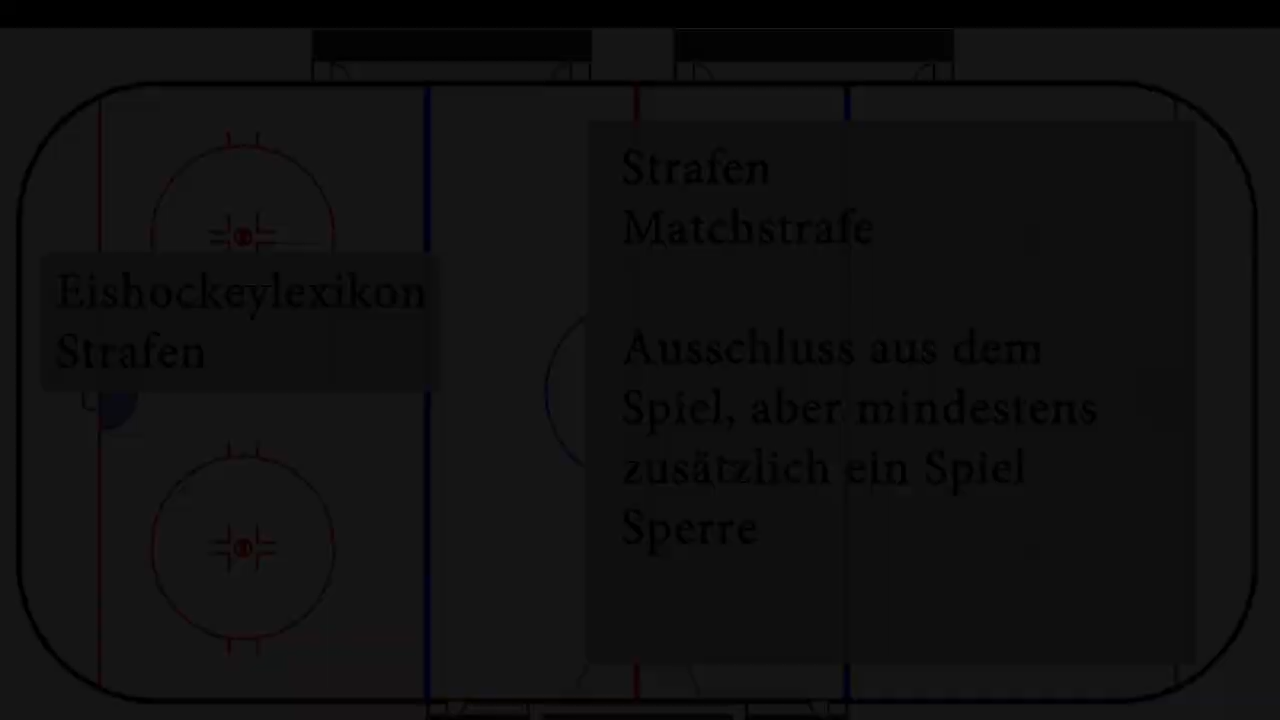 Eishockeylexikon
Strafen
Strafen
Matchstrafe
Ausschluss aus dem
Spiel, aber mindestens
zusätzlich ein Spiel
Sperre